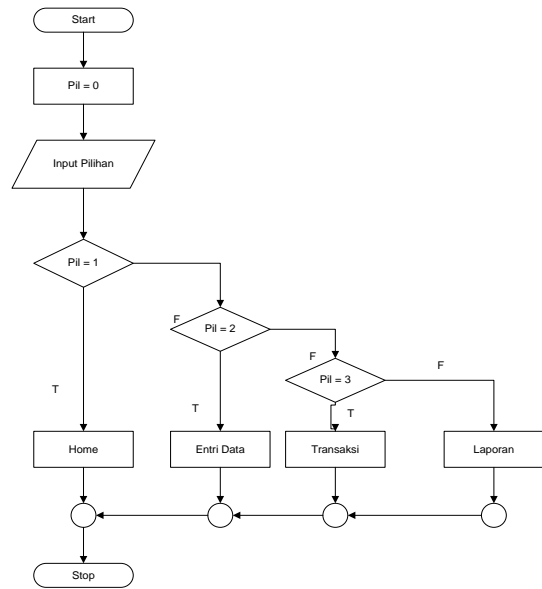 Start
Pil = 0
Input Pilihan
Pil = 1
F
Pil = 2
F
Pil = 3
F
T
T
T
Home
Entri Data
Transaksi
Laporan
Stop